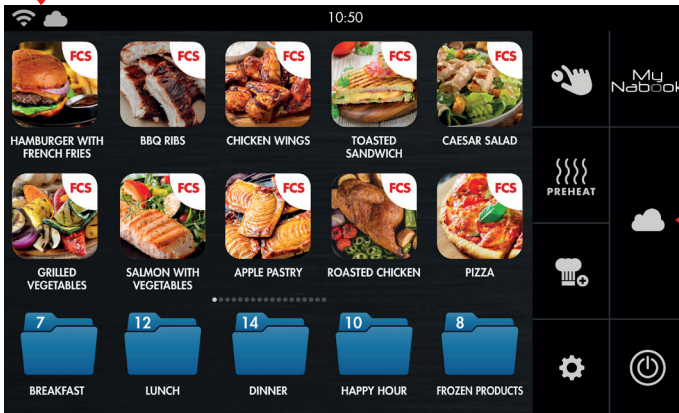 10:50
FCS
FCS
FCS
FCS
FCS
HAMBURGER WITH
FRENCH FRIES
BBQ RIBS
CHICKEN WINGS
TOASTED
SANDWICH
CAESAR SALAD
FCS
FCS
FCS
FCS
FCS
GRILLED
VEGETABLES
SALMON WITH
VEGETABLES
APPLE PASTRY
ROASTED CHICKEN
PIZZA
7
12
14
10
8
BREAKFAST
LUNCH
DINNER
HAPPY HOUR
FROZEN PRODUCTS
PREHEAT
My
Nabook